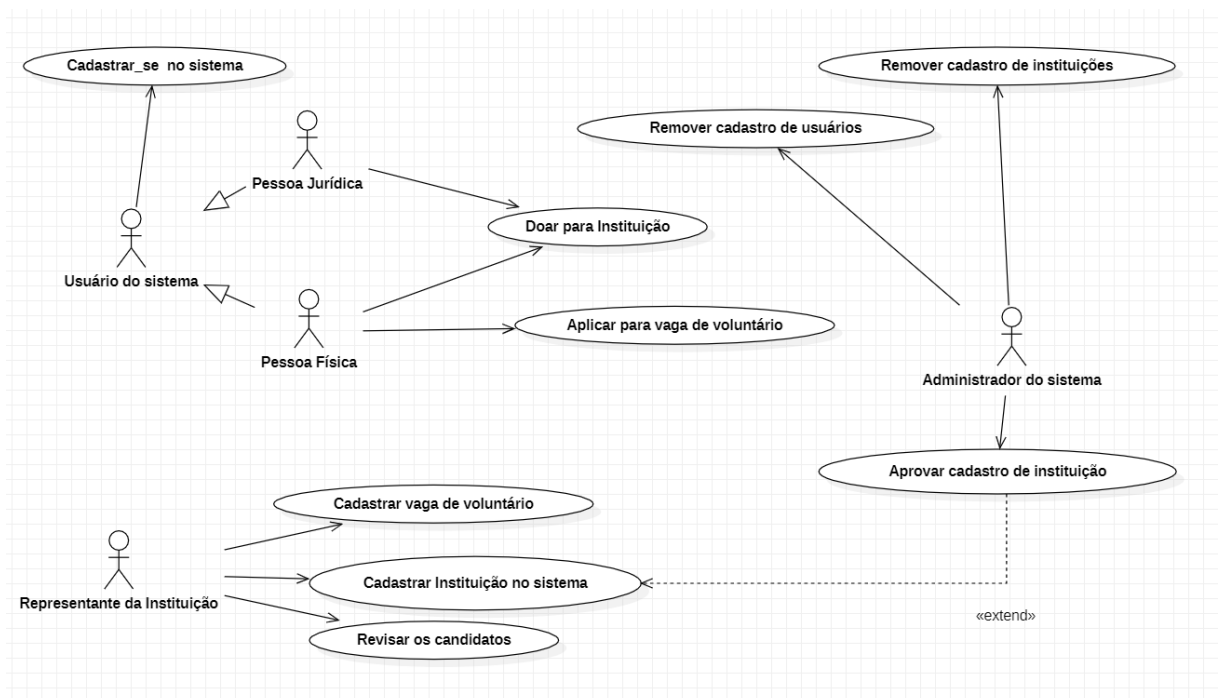 Cadastrar_se no sistema
Remover cadastro de instituições
Remover cadastro de usuários
Pessoa Jurídica
Doar para Instituição
Usuário do sistema
Aplicar para vaga de voluntário
Pessoa Física
Administrador do sistema
Aprovar cadastro de instituição
Cadastrar vaga de voluntário
Cadastrar Instituição no sistema
Representante da Instituição
«extend»
Revisar os candidatos